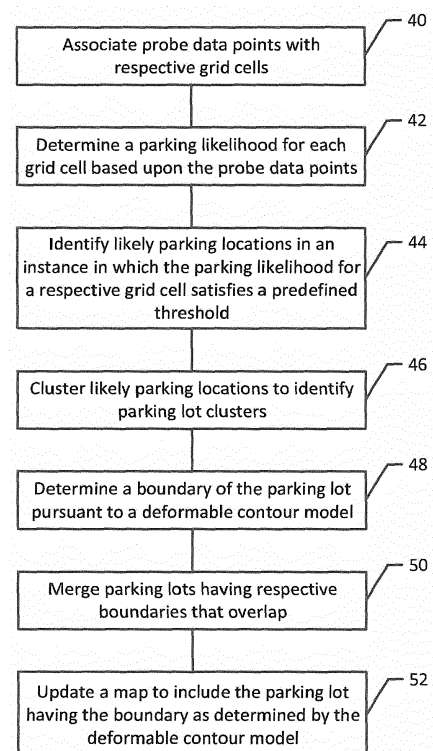 40
Associate probe data points with
respective grid cells
42
Determine a parking likelihood for each
grid cell based upon the probe data points
44
Identify likely parking locations in an
instance in which the parking likelihood for
a respective grid cell satisfies a predefined
threshold
46
Cluster likely parking locations to identify
parking lot clusters
48
Determine a boundary of the parking lot
pursuant to a deformable contour model
50
Merge parking lots having respective
boundaries that overlap
52
Update a map to include the parking lot
having the boundary as determined by the
deformable contour model